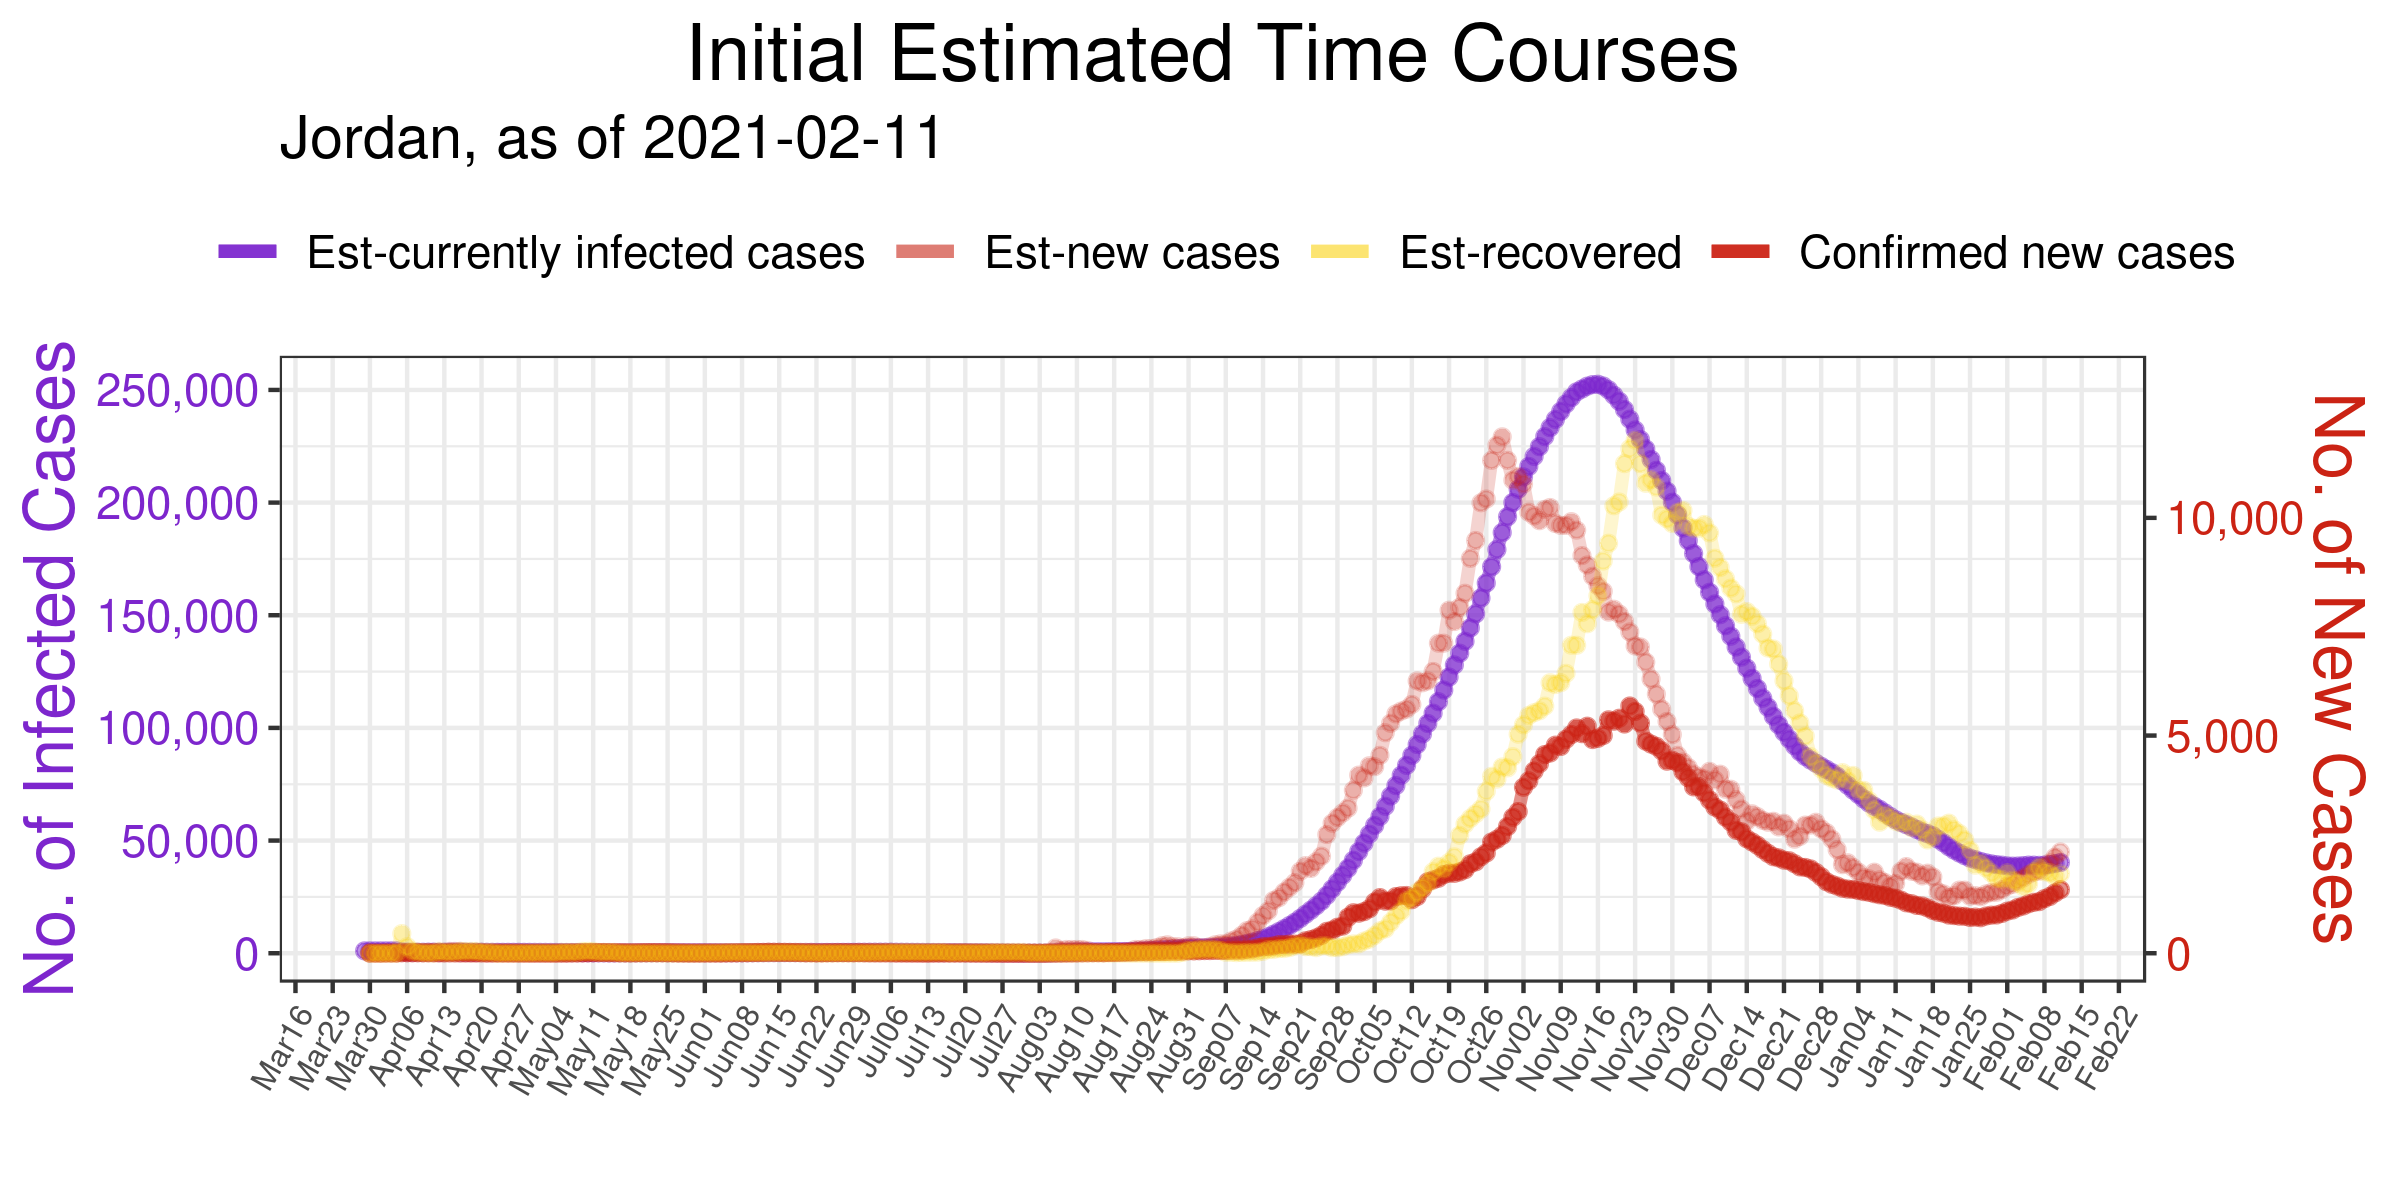 Initial Estimated Time Courses
Jordan, as of 2021-02-11
Est-currently infected cases
Est-new cases
Est-recovered
Confirmed new cases
No. of Infected Cases
250,000
200,000
150,000
100,000
50,000
0
10,000
5,000
0
No. of New Cases
Mar16
Mar23
Mar30
Apr06
Apr13
Apr20
Apr27
May04
May11
May18
May25
Jun01
Jun08
Jun15
Jun22
Jun29
Jul06
Jul13
Jul20
Jul27
Aug03
Aug10
Aug17
Aug24
Aug31
Sep07
Sep14
Sep21
Sep28
Oct05
Oct12
Oct19
Oct26
Nov02
Nov09
Nov16
Nov23
Nov30
Dec07
Dec14
Dec21
Dec28
Jan04
Jan11
Jan18
Jan25
Feb01
Feb08
Feb15
Feb22